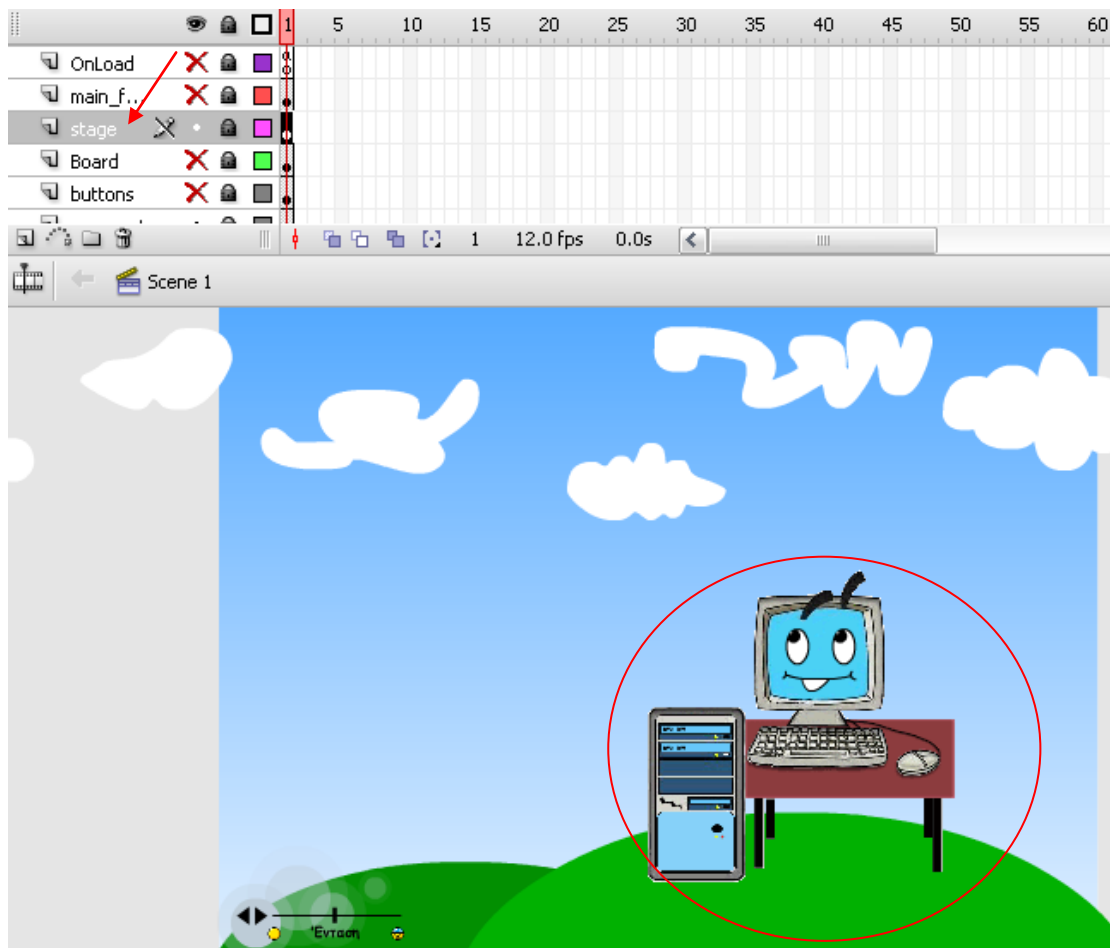 1 5 10 15 20 25 30 35 40 45 50 55 60
OnLoad
main_f...
stage
Board
buttons
1 12.0 fps 0.0s
Scene 1
Ένταση